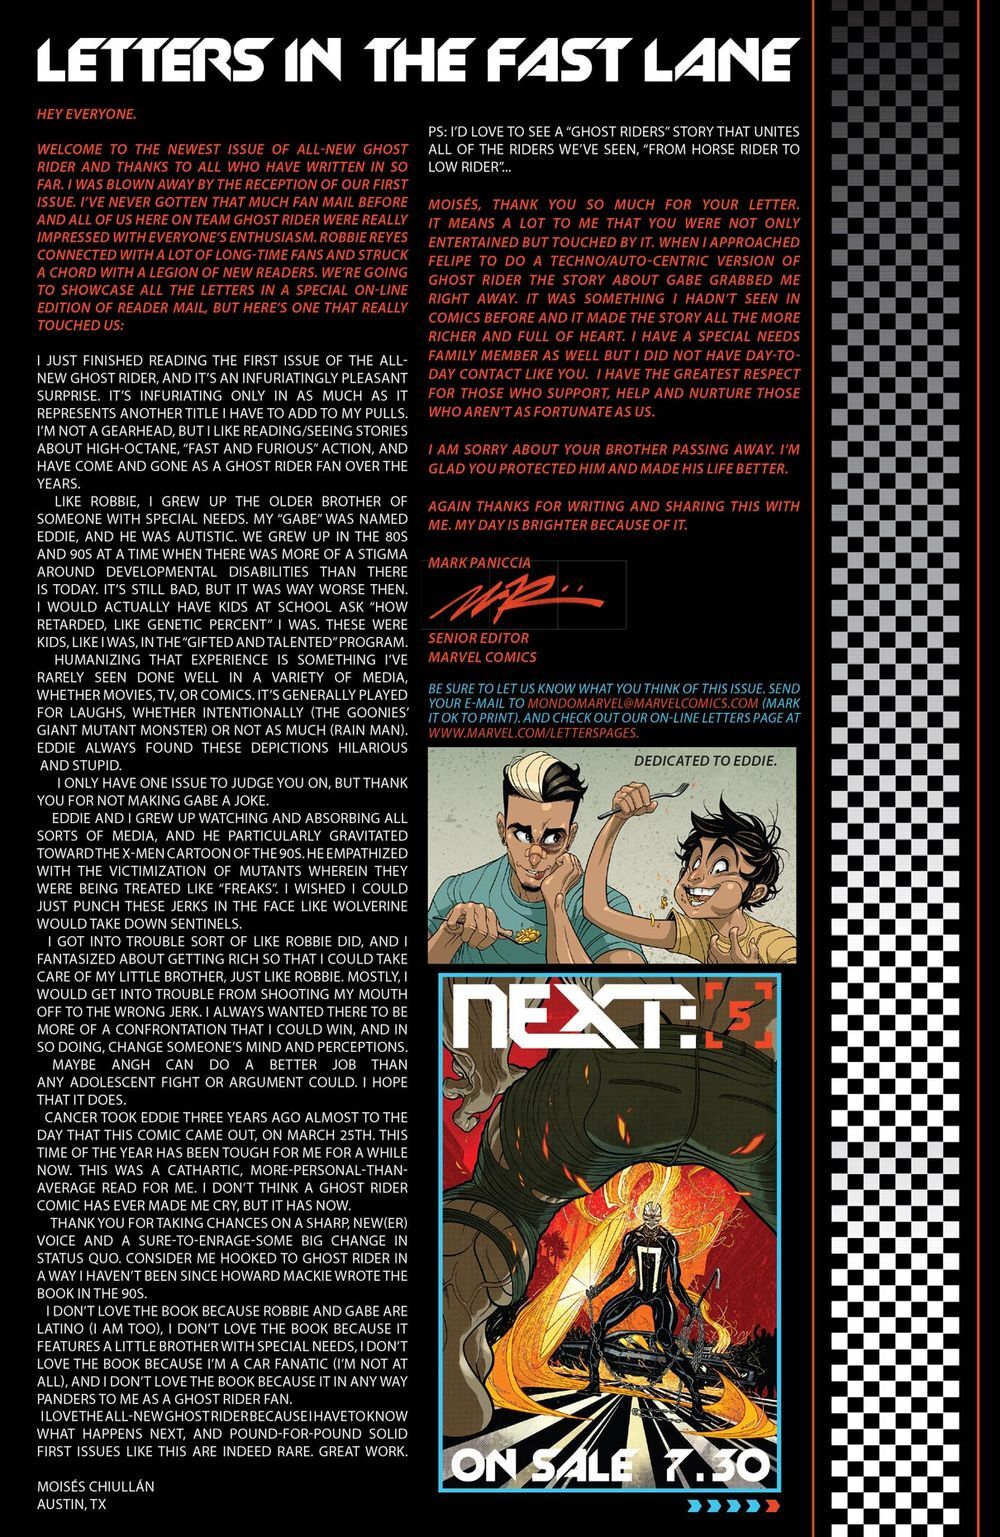 LETTERS IN THE FAST LANE
HEY EVERYONE.
WELCOME TO THE NEWEST ISSUE OF ALL-NEW GHOST
RIDER AND THANKS TO ALL WHO HAVE WRITTEN IN SO
FAR. I WAS BLOWN AWAY BY THE RECEPTION OF OUR FIRST
ISSUE. I'VE NEVER GOTTEN THAT MUCH FAN MAIL BEFORE
AND ALL OF US HERE ON TEAM GHOST RIDER WERE REALLY
IMPRESSED WITH EVERYONE'S ENTHUSIASM. ROBBIE REYES
CONNECTED WITH A LOT OF LONG-TIME FANS AND STRUCK
A CHORD WITH A LEGION OF NEW READERS. WE'RE GOING
TO SHOWCASE ALL THE LETTERS IN A SPECIAL ON-LINE
EDITION OF READER MAIL, BUT HERE'S ONE THAT REALLY
TOUCHED US:
I JUST FINISHED READING THE FIRST ISSUE OF THE ALL-
NEW GHOST RIDER, AND IT'S AN INFURIATINGLY PLEASANT
SURPRISE. IT'S INFURIATING ONLY IN AS MUCH AS IT
REPRESENTS ANOTHER TITLE I HAVE TO ADD TO MY PULLS.
I'M NOT A GEARHEAD, BUT I LIKE READING/SEEING STORIES
ABOUT HIGH-OCTANE, "FAST AND FURIOUS" ACTION, AND
HAVE COME AND GONE AS A GHOST RIDER FAN OVER THE
YEARS.
LIKE ROBBIE, I GREW UP THE OLDER BROTHER OF
SOMEONE WITH SPECIAL NEEDS. MY "GABE" WAS NAMED
EDDIE, AND HE WAS AUTISTIC. WE GREW UP IN THE 80S
AND 90S AT A TIME WHEN THERE WAS MORE OF A STIGMA
AROUND DEVELOPMENTAL DISABILITIES THAN THERE
IS TODAY. IT'S STILL BAD, BUT IT WAS WAY WORSE THEN.
I WOULD ACTUALLY HAVE KIDS AT SCHOOL ASK "HOW
RETARDED, LIKE GENETIC PERCENT" I WAS. THESE WERE
KIDS, LIKE I WAS, IN THE "GIFTED AND TALENTED" PROGRAM.
HUMANIZING THAT EXPERIENCE IS SOMETHING I'VE
RARELY SEEN DONE WELL IN A VARIETY OF MEDIA,
WHETHER MOVIES, TV, OR COMICS. IT'S GENERALLY PLAYED
FOR LAUGHS, WHETHER INTENTIONALLY (THE GOONIES'
GIANT MUTANT MONSTER) OR NOT AS MUCH (RAIN MAN).
EDDIE ALWAYS FOUND THESE DEPICTIONS HILARIOUS
AND STUPID.
I ONLY HAVE ONE ISSUE TO JUDGE YOU ON, BUT THANK
YOU FOR NOT MAKING GABE A JOKE.
EDDIE AND I GREW UP WATCHING AND ABSORBING ALL
SORTS OF MEDIA, AND HE PARTICULARLY GRAVITATED
TOWARD THE X-MEN CARTOON OF THE 90S. HE EMPATHIZED
WITH THE VICTIMIZATION OF MUTANTS WHEREIN THEY
WERE BEING TREATED LIKE "FREAKS". I WISHED I COULD
JUST PUNCH THESE JERKS IN THE FACE LIKE WOLVERINE
WOULD TAKE DOWN SENTINELS.
I GOT INTO TROUBLE SORT OF LIKE ROBBIE DID, AND I
FANTASIZED ABOUT GETTING RICH SO THAT I COULD TAKE
CARE OF MY LITTLE BROTHER, JUST LIKE ROBBIE. MOSTLY, I
WOULD GET INTO TROUBLE FROM SHOOTING MY MOUTH
OFF TO THE WRONG JERK. I ALWAYS WANTED THERE TO BE
MORE OF A CONFRONTATION THAT I COULD WIN, AND IN
SO DOING, CHANGE SOMEONE'S MIND AND PERCEPTIONS.
MAYBE ANGH CAN DO A BETTER JOB THAN
ANY ADOLESCENT FIGHT OR ARGUMENT COULD. I HOPE
THAT IT DOES.
CANCER TOOK EDDIE THREE YEARS AGO ALMOST TO THE
DAY THAT THIS COMIC CAME OUT, ON MARCH 25TH. THIS
TIME OF THE YEAR HAS BEEN TOUGH FOR ME FOR A WHILE
NOW. THIS WAS A CATHARTIC, MORE-PERSONAL-THAN-
AVERAGE READ FOR ME. I DON'T THINK A GHOST RIDER
COMIC HAS EVER MADE ME CRY, BUT IT HAS NOW.
THANK YOU FOR TAKING CHANCES ON A SHARP, NEW(ER)
VOICE AND A SURE-TO-ENRAGE-SOME BIG CHANGE IN
STATUS QUO. CONSIDER ME HOOKED TO GHOST RIDER IN
A WAY I HAVEN'T BEEN SINCE HOWARD MACKIE WROTE THE
BOOK IN THE 90S.
I DON'T LOVE THE BOOK BECAUSE ROBBIE AND GABE ARE
LATINO (I AM TOO), I DON'T LOVE THE BOOK BECAUSE IT
FEATURES A LITTLE BROTHER WITH SPECIAL NEEDS, I DON'T
LOVE THE BOOK BECAUSE I'M A CAR FANATIC (I'M NOT AT
ALL), AND I DON'T LOVE THE BOOK BECAUSE IT IN ANY WAY
PANDERS TO ME AS A GHOST RIDER FAN.
I LOVE THE ALL-NEW GHOST RIDER BECAUSE I HAVE TO KNOW
WHAT HAPPENS NEXT, AND POUND-FOR-POUND SOLID
FIRST ISSUES LIKE THIS ARE INDEED RARE. GREAT WORK.
MOISÉS CHIULLÁN
AUSTIN, TX
PS: I'D LOVE TO SEE A "GHOST RIDERS" STORY THAT UNITES
ALL OF THE RIDERS WE'VE SEEN, "FROM HORSE RIDER TO
LOW RIDER"...
MOISÉS, THANK YOU SO MUCH FOR YOUR LETTER.
IT MEANS A LOT TO ME THAT YOU WERE NOT ONLY
ENTERTAINED BUT TOUCHED BY IT. WHEN I APPROACHED
FELIPE TO DO A TECHNO/AUTO-CENTRIC VERSION OF
GHOST RIDER THE STORY ABOUT GABE GRABBED ME
RIGHT AWAY. IT WAS SOMETHING I HADN'T SEEN IN
COMICS BEFORE AND IT MADE THE STORY ALL THE MORE
RICHER AND FULL OF HEART. I HAVE A SPECIAL NEEDS
FAMILY MEMBER AS WELL BUT I DID NOT HAVE DAY-TO-
DAY CONTACT LIKE YOU. I HAVE THE GREATEST RESPECT
FOR THOSE WHO SUPPORT, HELP AND NURTURE THOSE
WHO AREN'T AS FORTUNATE AS US.
I AM SORRY ABOUT YOUR BROTHER PASSING AWAY. I'M
GLAD YOU PROTECTED HIM AND MADE HIS LIFE BETTER.
AGAIN THANKS FOR WRITING AND SHARING THIS WITH
ME. MY DAY IS BRIGHTER BECAUSE OF IT.
MARK PANICCIA
SENIOR EDITOR
MARVEL COMICS
BE SURE TO LET US KNOW WHAT YOU THINK OF THIS ISSUE. SEND
YOUR E-MAIL TO MONDOMARVEL@MARVELCOMICS.COM (MARK
IT OK TO PRINT). AND CHECK OUT OUR ON-LINE LETTERS PAGE AT
WWW.MARVEL.COM/LETTERSPAGES.
DEDICATED TO EDDIE.
NEXT: 5
ON SALE 7.30